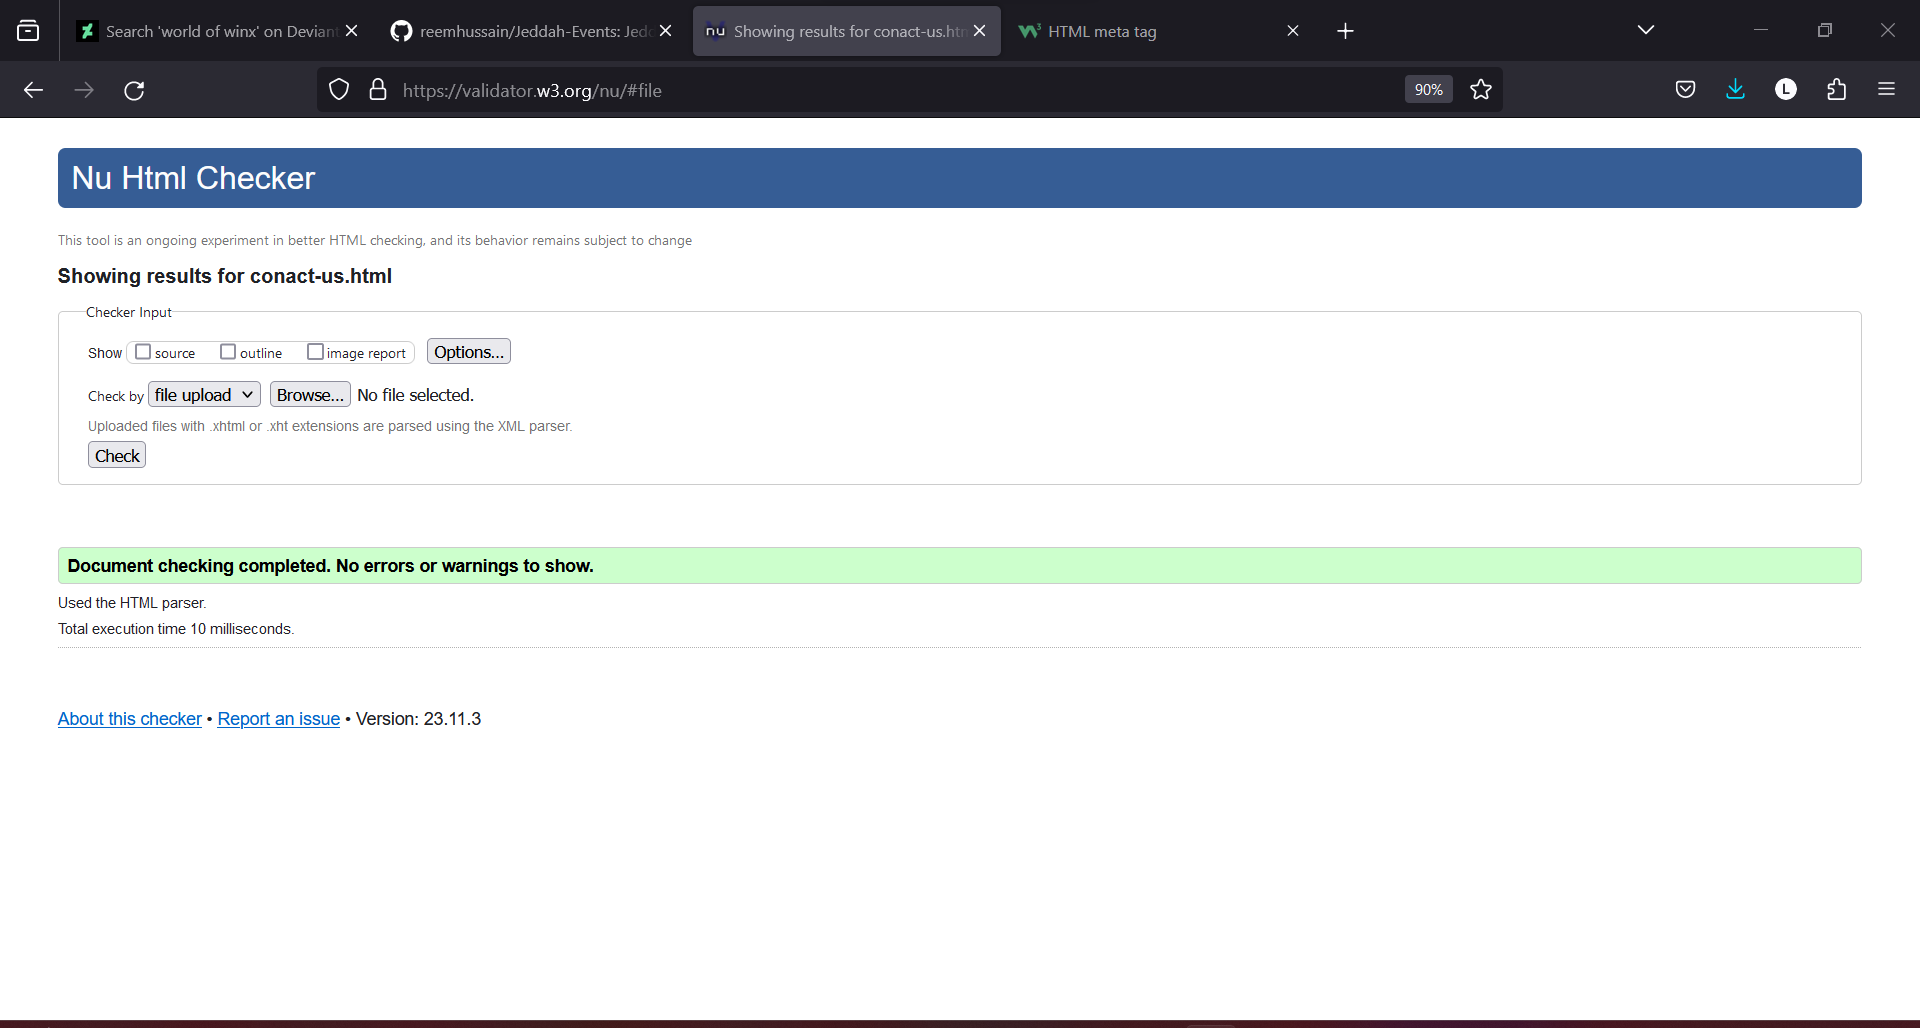 Search 'world of winx' on Deviant
reemhussain/Jeddah-Events: Jedd
nu Showing results for conact-us.htm
W3 HTML meta tag
https://validator.w3.org/nu/#file
90%
L
Nu Html Checker
This tool is an ongoing experiment in better HTML checking, and its behavior remains subject to change
Showing results for conact-us.html
Checker Input
Show source outline image report Options...
Check by file upload Browse... No file selected.
Uploaded files with .xhtml or .xht extensions are parsed using the XML parser.
Check
Document checking completed. No errors or warnings to show.
Used the HTML parser.
Total execution time 10 milliseconds.
About this checker • Report an issue • Version: 23.11.3